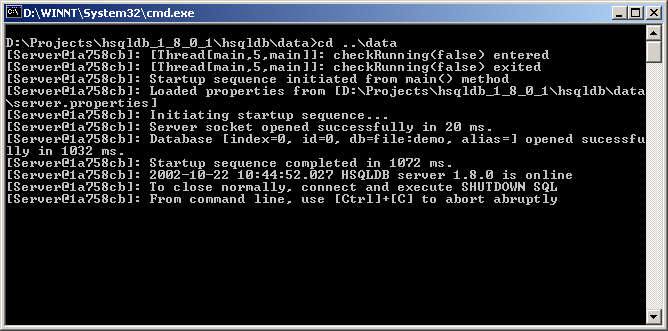 D:\WINNT\System32\cmd.exe
D:\Projects\hsqldb_1_8_0_1\hsqldb\data>cd ..\data
[Server@1a758cb]: [Thread[main,5,main]]: checkRunning(false) entered
[Server@1a758cb]: [Thread[main,5,main]]: checkRunning(false) exited
[Server@1a758cb]: Startup sequence initiated from main() method
[Server@1a758cb]: Loaded properties from [D:\Projects\hsqldb_1_8_0_1\hsqldb\data
\server.properties]
[Server@1a758cb]: Initiating startup sequence...
[Server@1a758cb]: Server socket opened successfully in 20 ms.
[Server@1a758cb]: Database [index=0, id=0, db=file:demo, alias=] opened sucessfu
lly in 1032 ms.
[Server@1a758cb]: Startup sequence completed in 1072 ms.
[Server@1a758cb]: 2002-10-22 10:44:52.027 HSQLDB server 1.8.0 is online
[Server@1a758cb]: To close normally, connect and execute SHUTDOWN SQL
[Server@1a758cb]: From command line, use [Ctrl]+[C] to abort abruptly